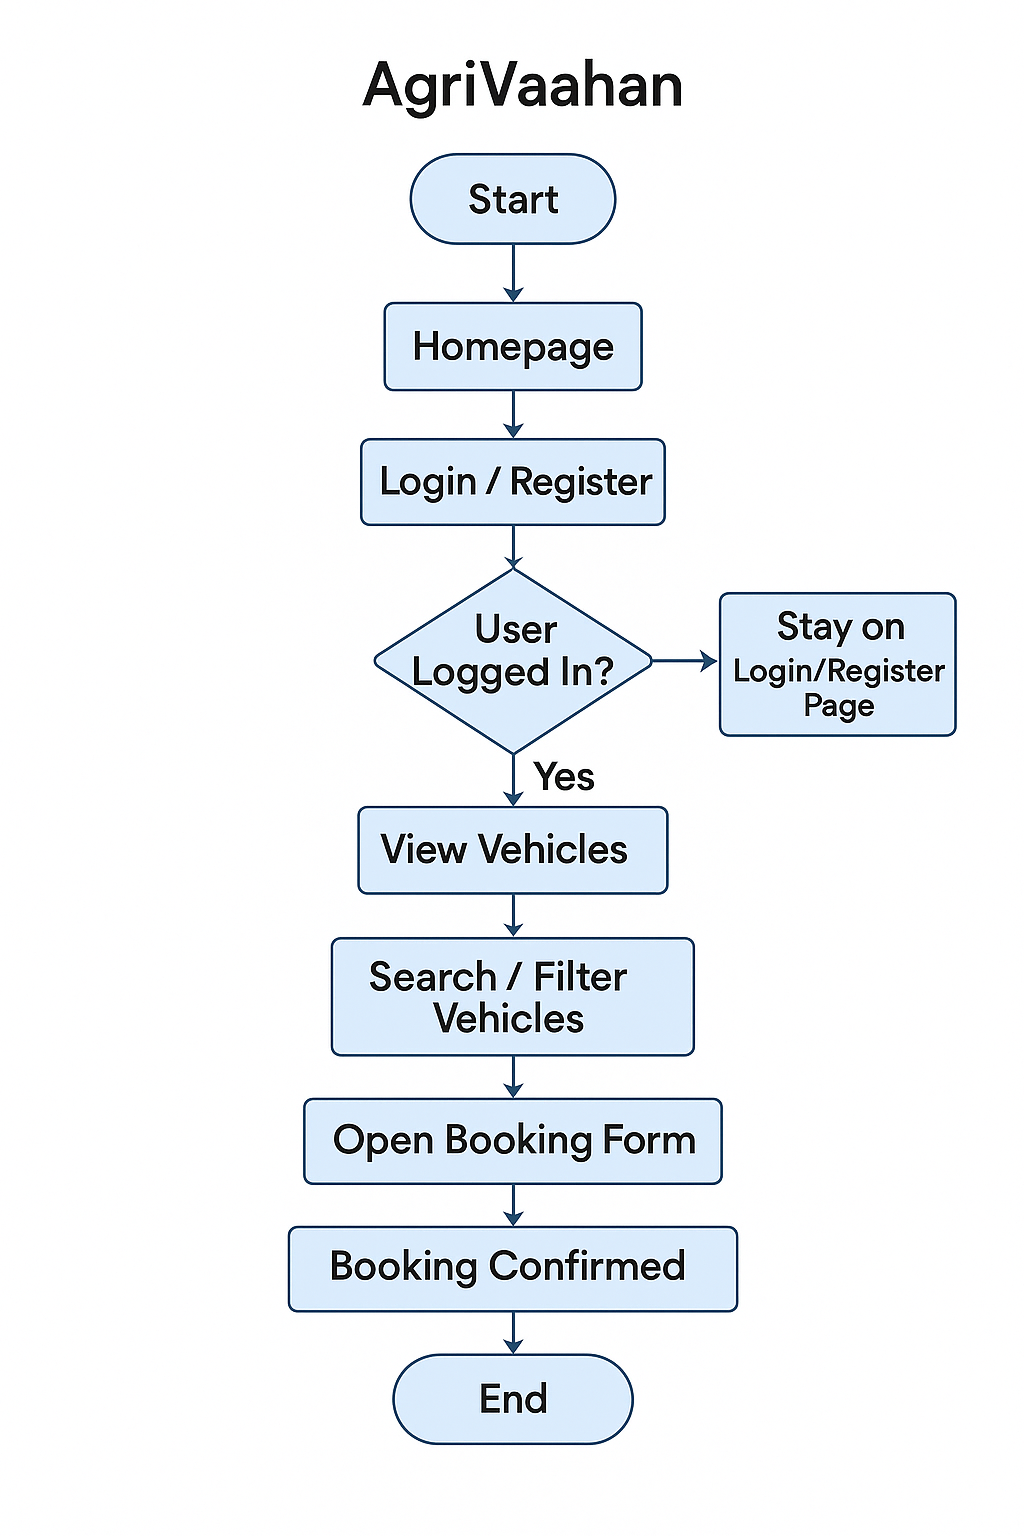 AgriVaahan
Start
Homepage
Login / Register
User
Logged In?
Stay on
Login/Register
Page
Yes
View Vehicles
Search / Filter
Vehicles
Open Booking Form
Booking Confirmed
End